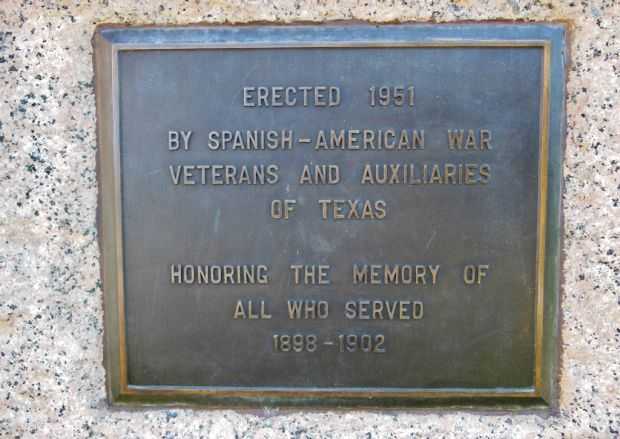 ERECTED 1951
BY SPANISH-AMERICAN WAR
VETERANS AND AUXILIARIES
OF TEXAS
HONORING THE MEMORY OF
ALL WHO SERVED
1898-1902